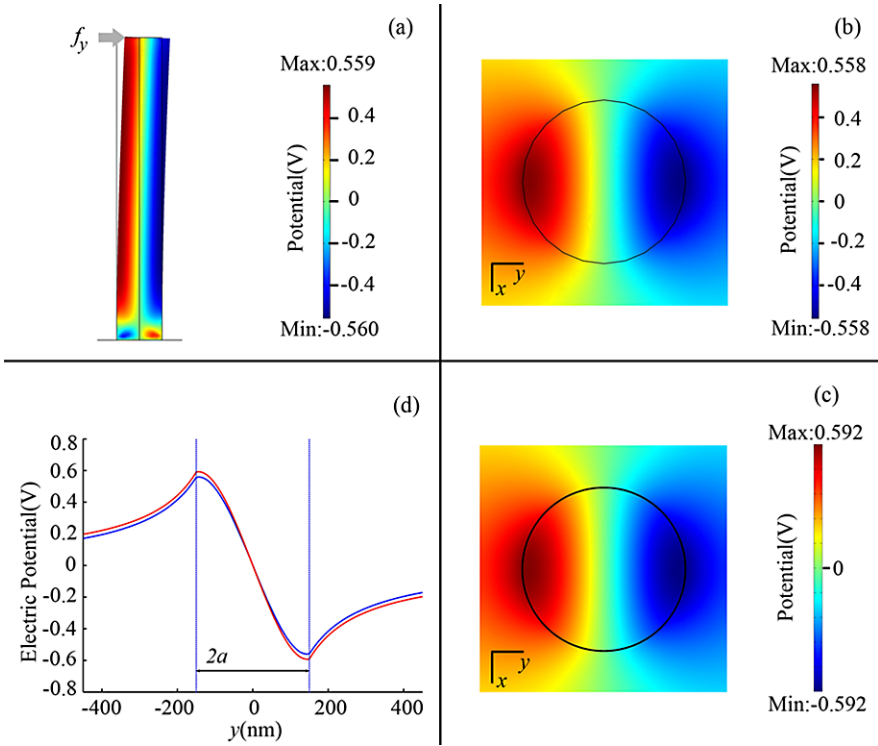 (a)
f_y
Max:0.559
0.4
0.2
0
-0.2
-0.4
Potential(V)
Min:-0.560
(b)
Max:0.558
0.4
0.2
0
-0.2
-0.4
Potential(V)
Min:-0.558
y
x
(d)
0.8
0.6
0.4
0.2
0
-0.2
-0.4
-0.6
-0.8
Electric Potential(V)
2a
-400
-200
0
200
400
y(nm)
(c)
Max:0.592
0
Potential(V)
Min:-0.592
y
x